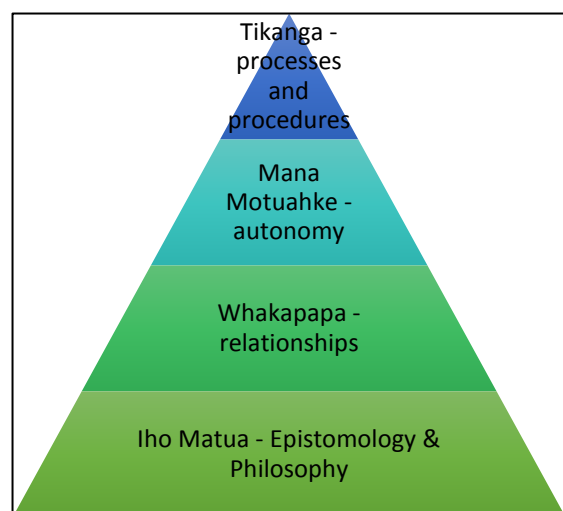 Tikanga -
processes
and
procedures
Mana
Motuahke -
autonomy
Whakapapa -
relationships
Iho Matua - Epistomology &
Philosophy